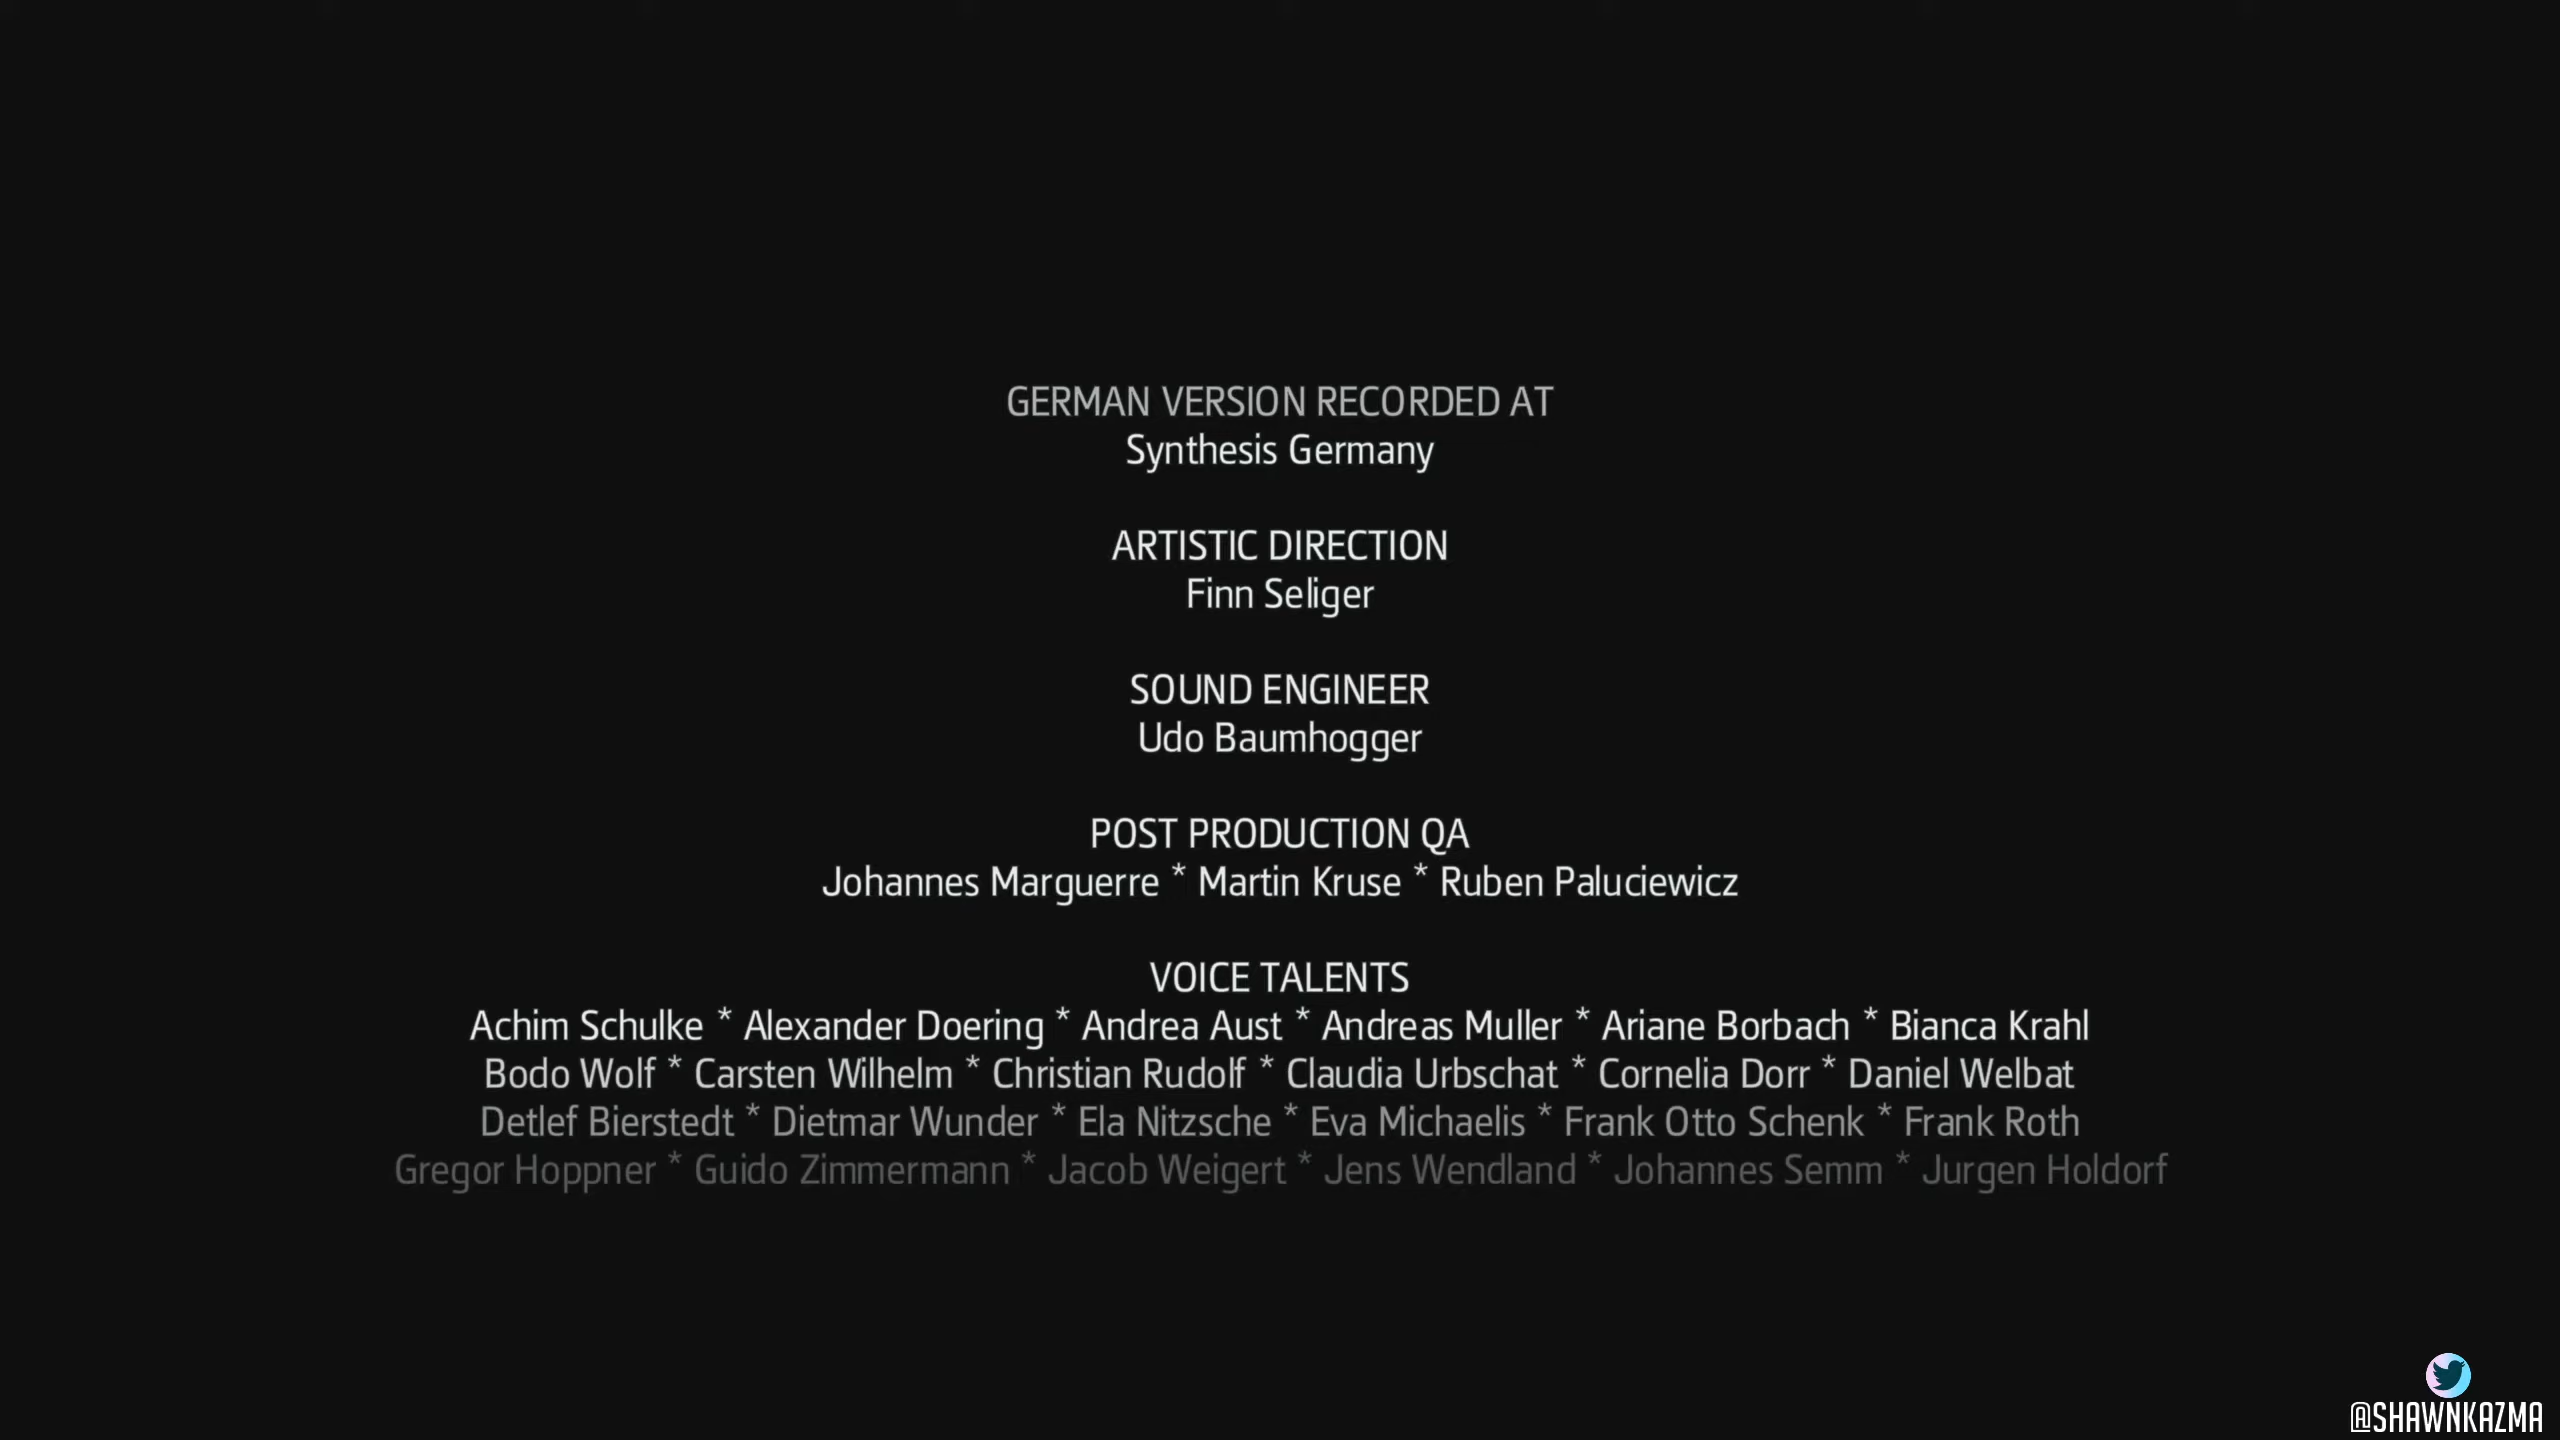 GERMAN VERSION RECORDED AT
Synthesis Germany
ARTISTIC DIRECTION
Finn Seliger
SOUND ENGINEER
Udo Baumhogger
POST PRODUCTION QA
Johannes Marguerre * Martin Kruse * Ruben Paluciewicz
VOICE TALENTS
Achim Schulke * Alexander Doering * Andrea Aust * Andreas Muller * Ariane Borbach * Bianca Krahl
Bodo Wolf * Carsten Wilhelm * Christian Rudolf * Claudia Urbschat * Cornelia Dorr * Daniel Welbat
Detlef Bierstedt * Dietmar Wunder * Ela Nitzsche * Eva Michaelis * Frank Otto Schenk * Frank Roth
Gregor Hoppner * Guido Zimmermann * Jacob Weigert * Jens Wendland * Johannes Semm * Jurgen Holdorf
@SHAWNKAZMA